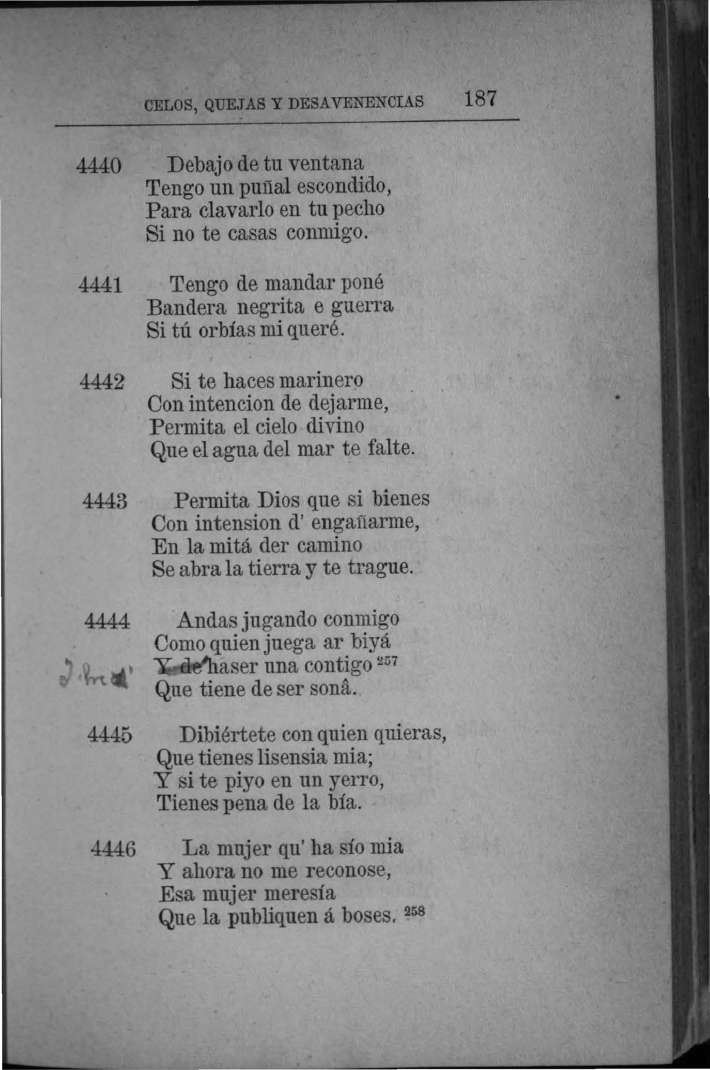 CELOS, QUEJAS Y DESAVENENCIAS 187
4440 Debajo de tu ventana
Tengo un puñal escondido,
Para clavarlo en tu pecho
Si no te casas conmigo.
4441 Tengo de mandar poné
Bandera negrita e guerra
Si tú orbías mi queré.
4442 Si te haces marinero
Con intencion de dejarme,
Permita el cielo divino
Que el agua del mar te falte.
4443 Permita Dios que si bienes
Con intension d' engañarme,
En la mitá der camino
Se abra la tierra y te trague.
4444 Andas jugando conmigo
Como quien juega ar biyá
Y de haser una contigo 257
Que tiene de ser sonâ.
4445 Dibiértete con quien quieras,
Que tienes lisensia mia;
Y si te piyo en un yerro,
Tienes pena de la bía.
4446 La mujer qu' ha sío mia
Y ahora no me reconose,
Esa mujer meresía
Que la publiquen á boses. 258